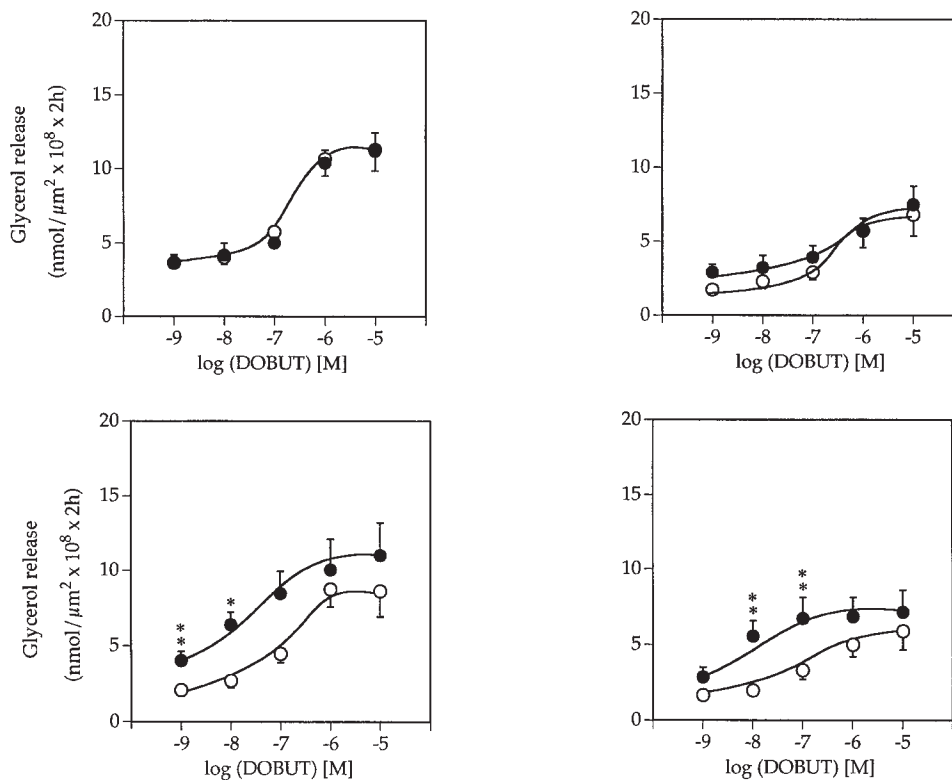 20
15
10
5
0
Glycerol release
(nmol/μm² x 10⁸ x 2h)
-9 -8 -7 -6 -5
log (DOBUT) [M]
20
15
10
5
0
-9 -8 -7 -6 -5
log (DOBUT) [M]
20
15
10
5
0
Glycerol release
(nmol/μm² x 10⁸ x 2h)
**
*
-9 -8 -7 -6 -5
log (DOBUT) [M]
20
15
10
5
0
**
**
-9 -8 -7 -6 -5
log (DOBUT) [M]